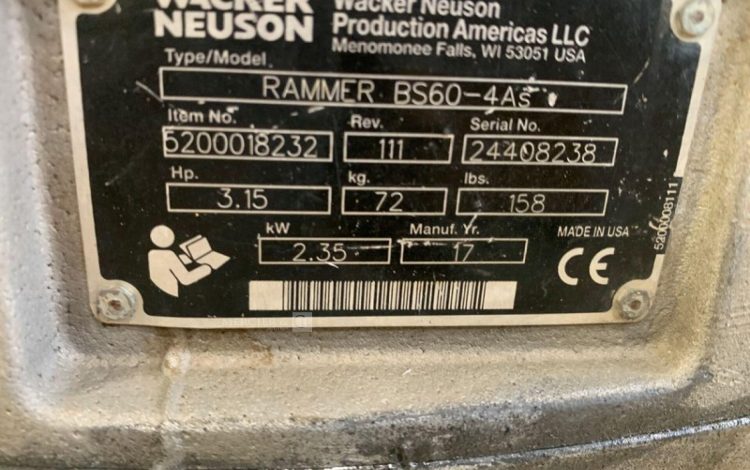 WACKER
NEUSON
Wacker Neuson
Production Americas LLC
Menomonee Falls, WI 53051 USA
Type/Model
RAMMER BS60-4As
Item No. Rev. Serial No.
5200018232 111 24408238
Hp. kg. lbs.
3.15 72 158
kW Manuf. Yr. MADE IN USA
2.35 17
CE
5200008111